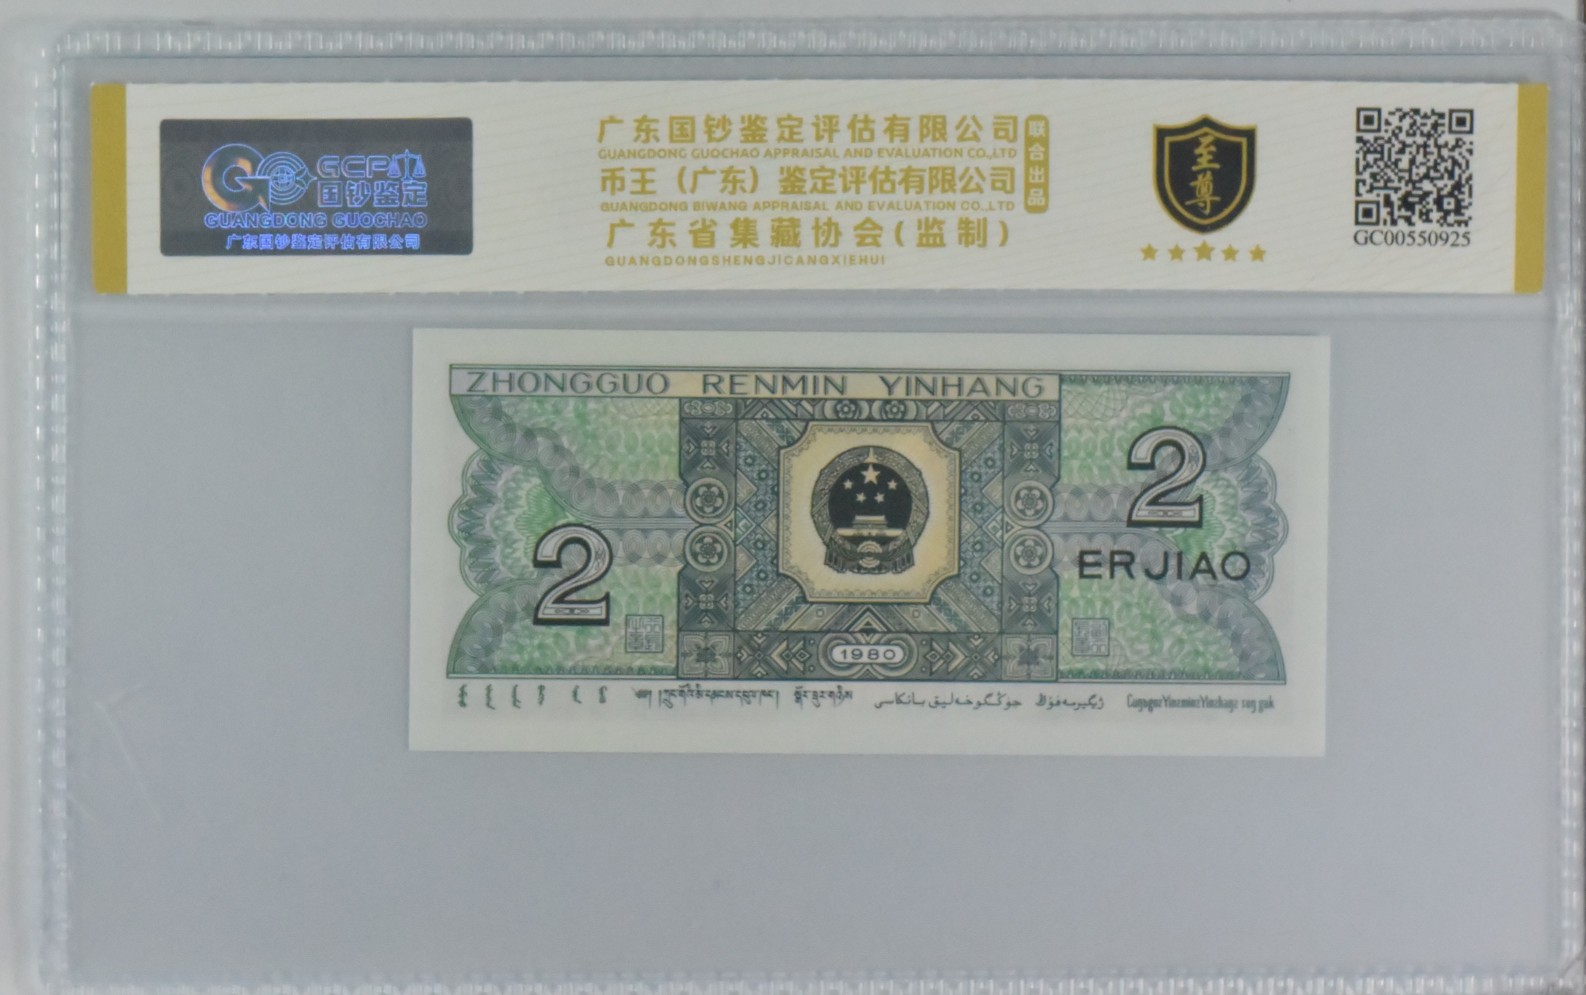 GCP
国钞鉴定
GUANGDONG GUOCHAO
广东国钞鉴定评估有限公司
广东国钞鉴定评估有限公司
GUANGDONG GUOCHAO APPRAISAL AND EVALUATION CO.,LTD
币王（广东）鉴定评估有限公司
GUANGDONG BIWANG APPRAISAL AND EVALUATION CO.,LTD
广东省集藏协会(监制)
GUANGDONGSHENGJICANGXIEHUI
联合出品
至尊
GC00550925
ZHONGGUO RENMIN YINHANG
2
2
ERJIAO
1980